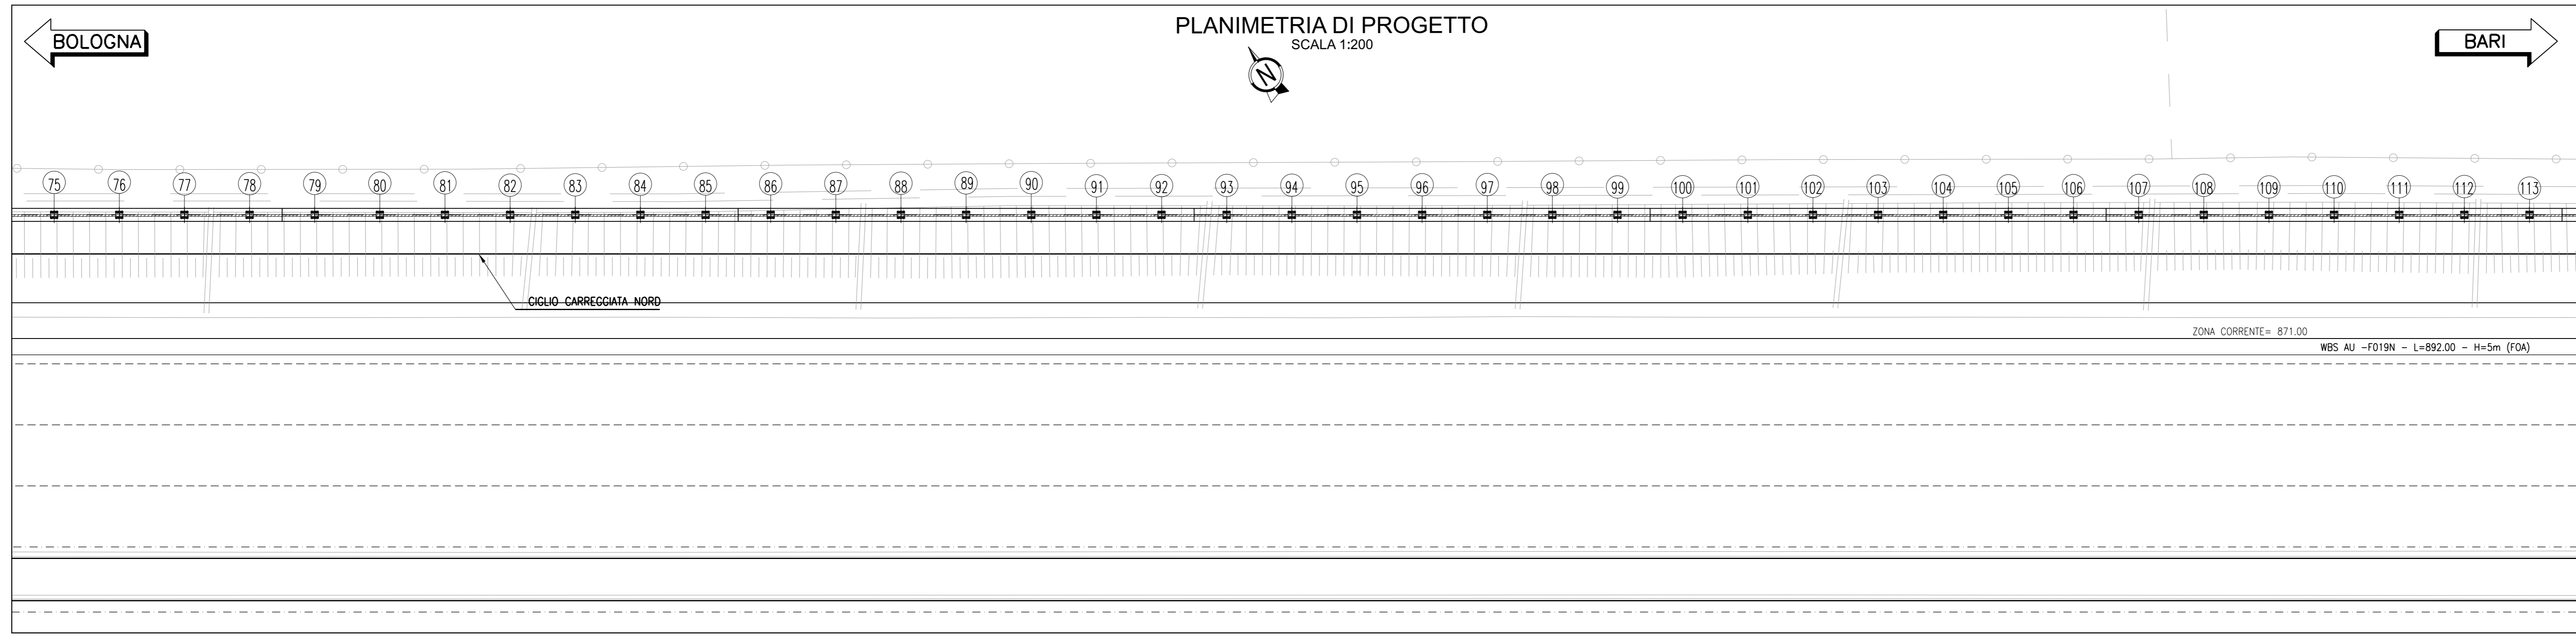 PLANIMETRIA DI PROGETTO
SCALA 1:200
BOLOGNA
BARI
N
75 76 77 78 79 80 81 82 83 84 85 86 87 88 89 90 91 92 93 94 95 96 97 98 99 100 101 102 103 104 105 106 107 108 109 110 111 112 113
CIGLIO CARREGGIATA NORD
ZONA CORRENTE= 871.00
WBS AU -F019N - L=892.00 - H=5m (FOA)